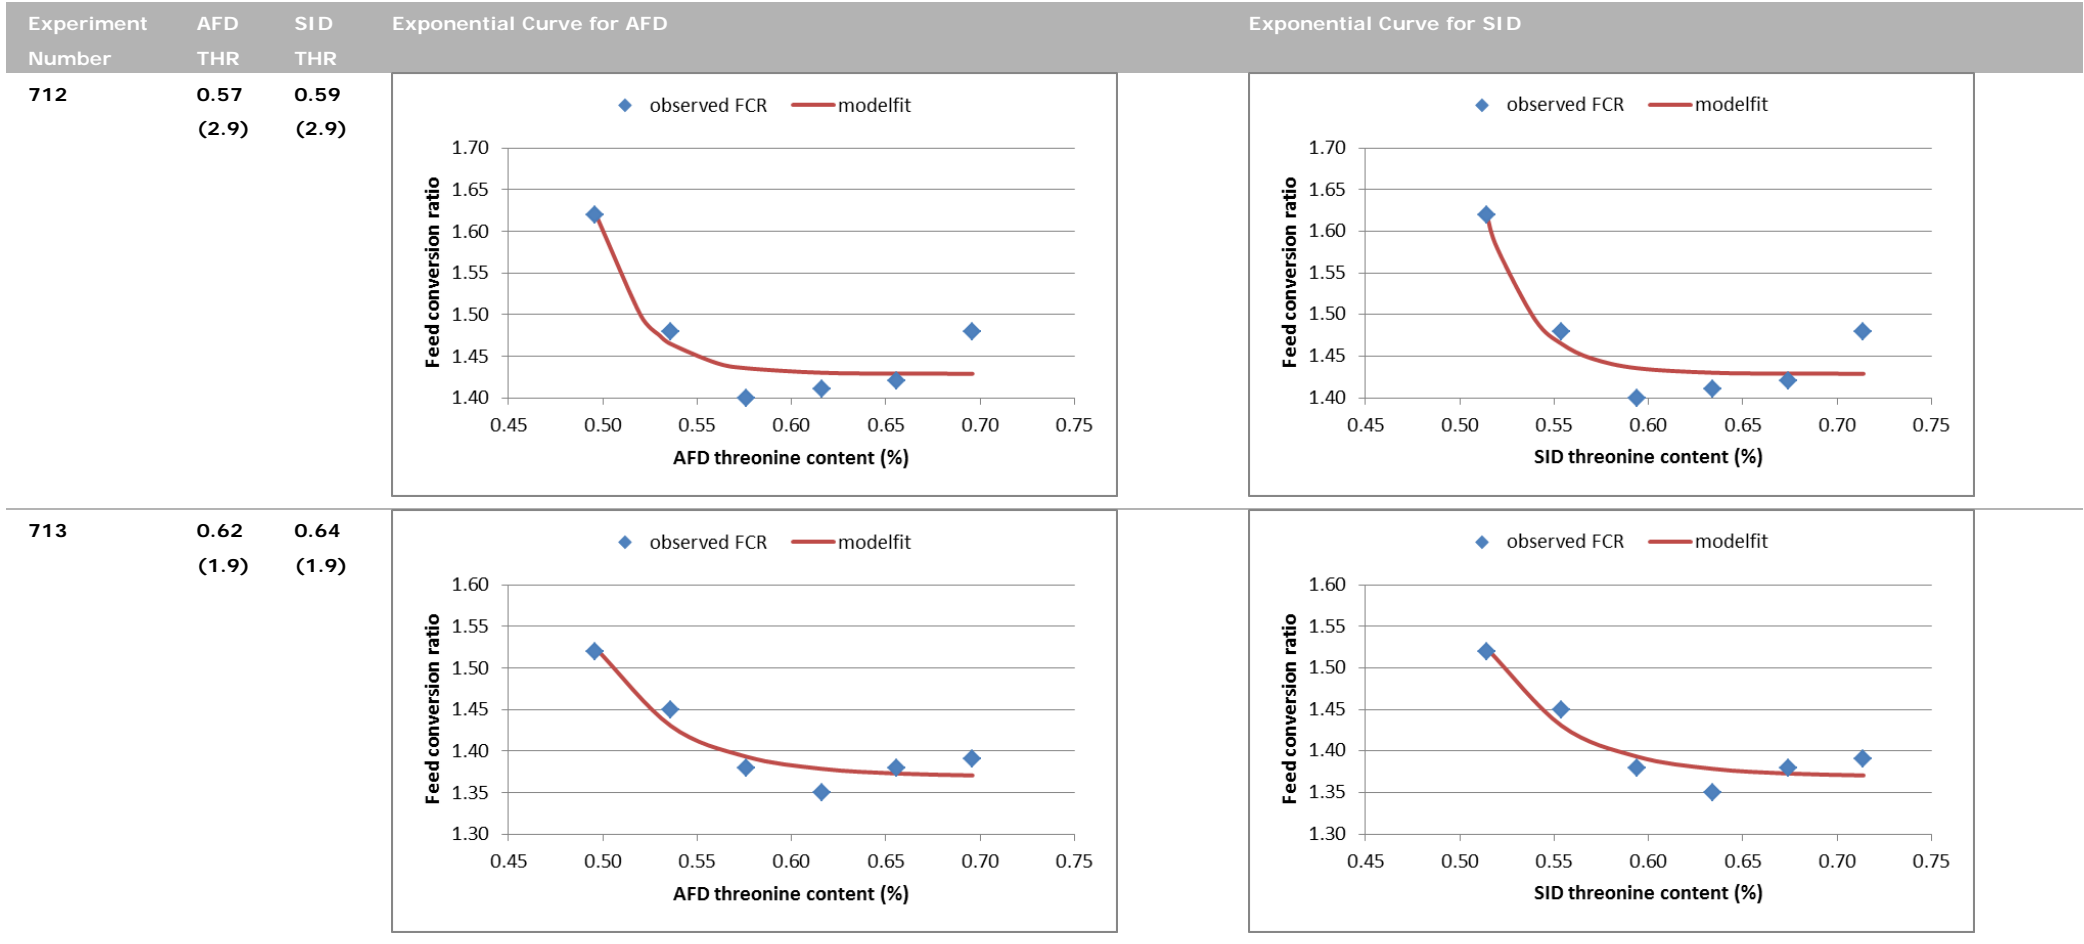 Experiment AFD SID Exponential Curve for AFD Exponential Curve for SID
Number THR THR
712 0.57 0.59
(2.9) (2.9)
observed FCR modelfit
1.70
1.65
1.60
1.55
1.50
1.45
1.40
0.45 0.50 0.55 0.60 0.65 0.70 0.75
Feed conversion ratio
AFD threonine content (%)
observed FCR modelfit
1.70
1.65
1.60
1.55
1.50
1.45
1.40
0.45 0.50 0.55 0.60 0.65 0.70 0.75
Feed conversion ratio
SID threonine content (%)
713 0.62 0.64
(1.9) (1.9)
observed FCR modelfit
1.60
1.55
1.50
1.45
1.40
1.35
1.30
0.45 0.50 0.55 0.60 0.65 0.70 0.75
Feed conversion ratio
AFD threonine content (%)
observed FCR modelfit
1.60
1.55
1.50
1.45
1.40
1.35
1.30
0.45 0.50 0.55 0.60 0.65 0.70 0.75
Feed conversion ratio
SID threonine content (%)